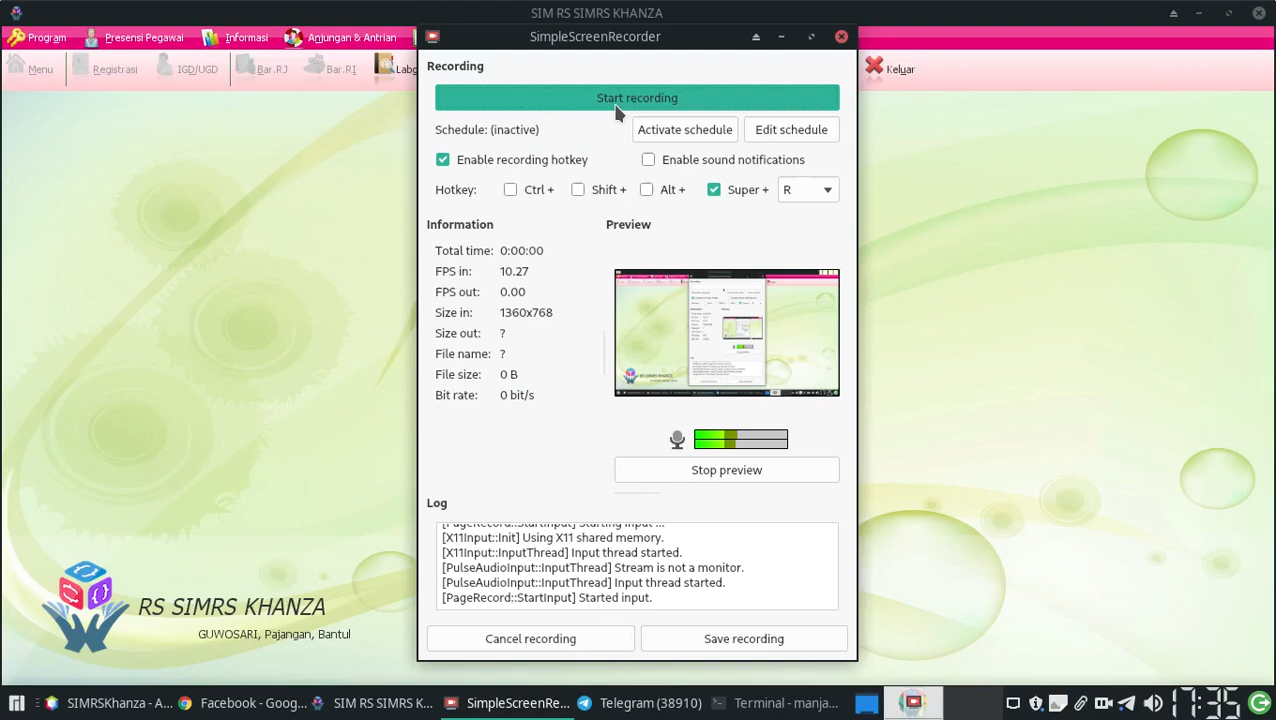 SIM RS SIMRS KHANZA
Program
Presensi Pegawai
Informasi
Anjungan & Antrian
Menu
Registrasi
IGD/UGD
Bar.RJ
Bar.RI
Keluar
SimpleScreenRecorder
Recording
Start recording
Schedule: (inactive)
Activate schedule
Edit schedule
Enable recording hotkey
Enable sound notifications
Hotkey: Ctrl + Shift + Alt + Super + R
Information
Preview
Total time: 0:00:00
FPS in: 10.27
FPS out: 0.00
Size in: 1360x768
Size out: ?
File name: ?
File size: 0 B
Bit rate: 0 bit/s
Stop preview
Log
[PageRecord::StartInput] Starting input ...
[X11Input::Init] Using X11 shared memory.
[X11Input::InputThread] Input thread started.
[PulseAudioInput::InputThread] Stream is not a monitor.
[PulseAudioInput::InputThread] Input thread started.
[PageRecord::StartInput] Started input.
Cancel recording
Save recording
RS SIMRS KHANZA
GUWOSARI, Pajangan, Bantul
SIMRSKhanza - A...
Facebook - Goog...
SIM RS SIMRS K...
SimpleScreenRe...
Telegram (38910)
Terminal - manja...
17:35